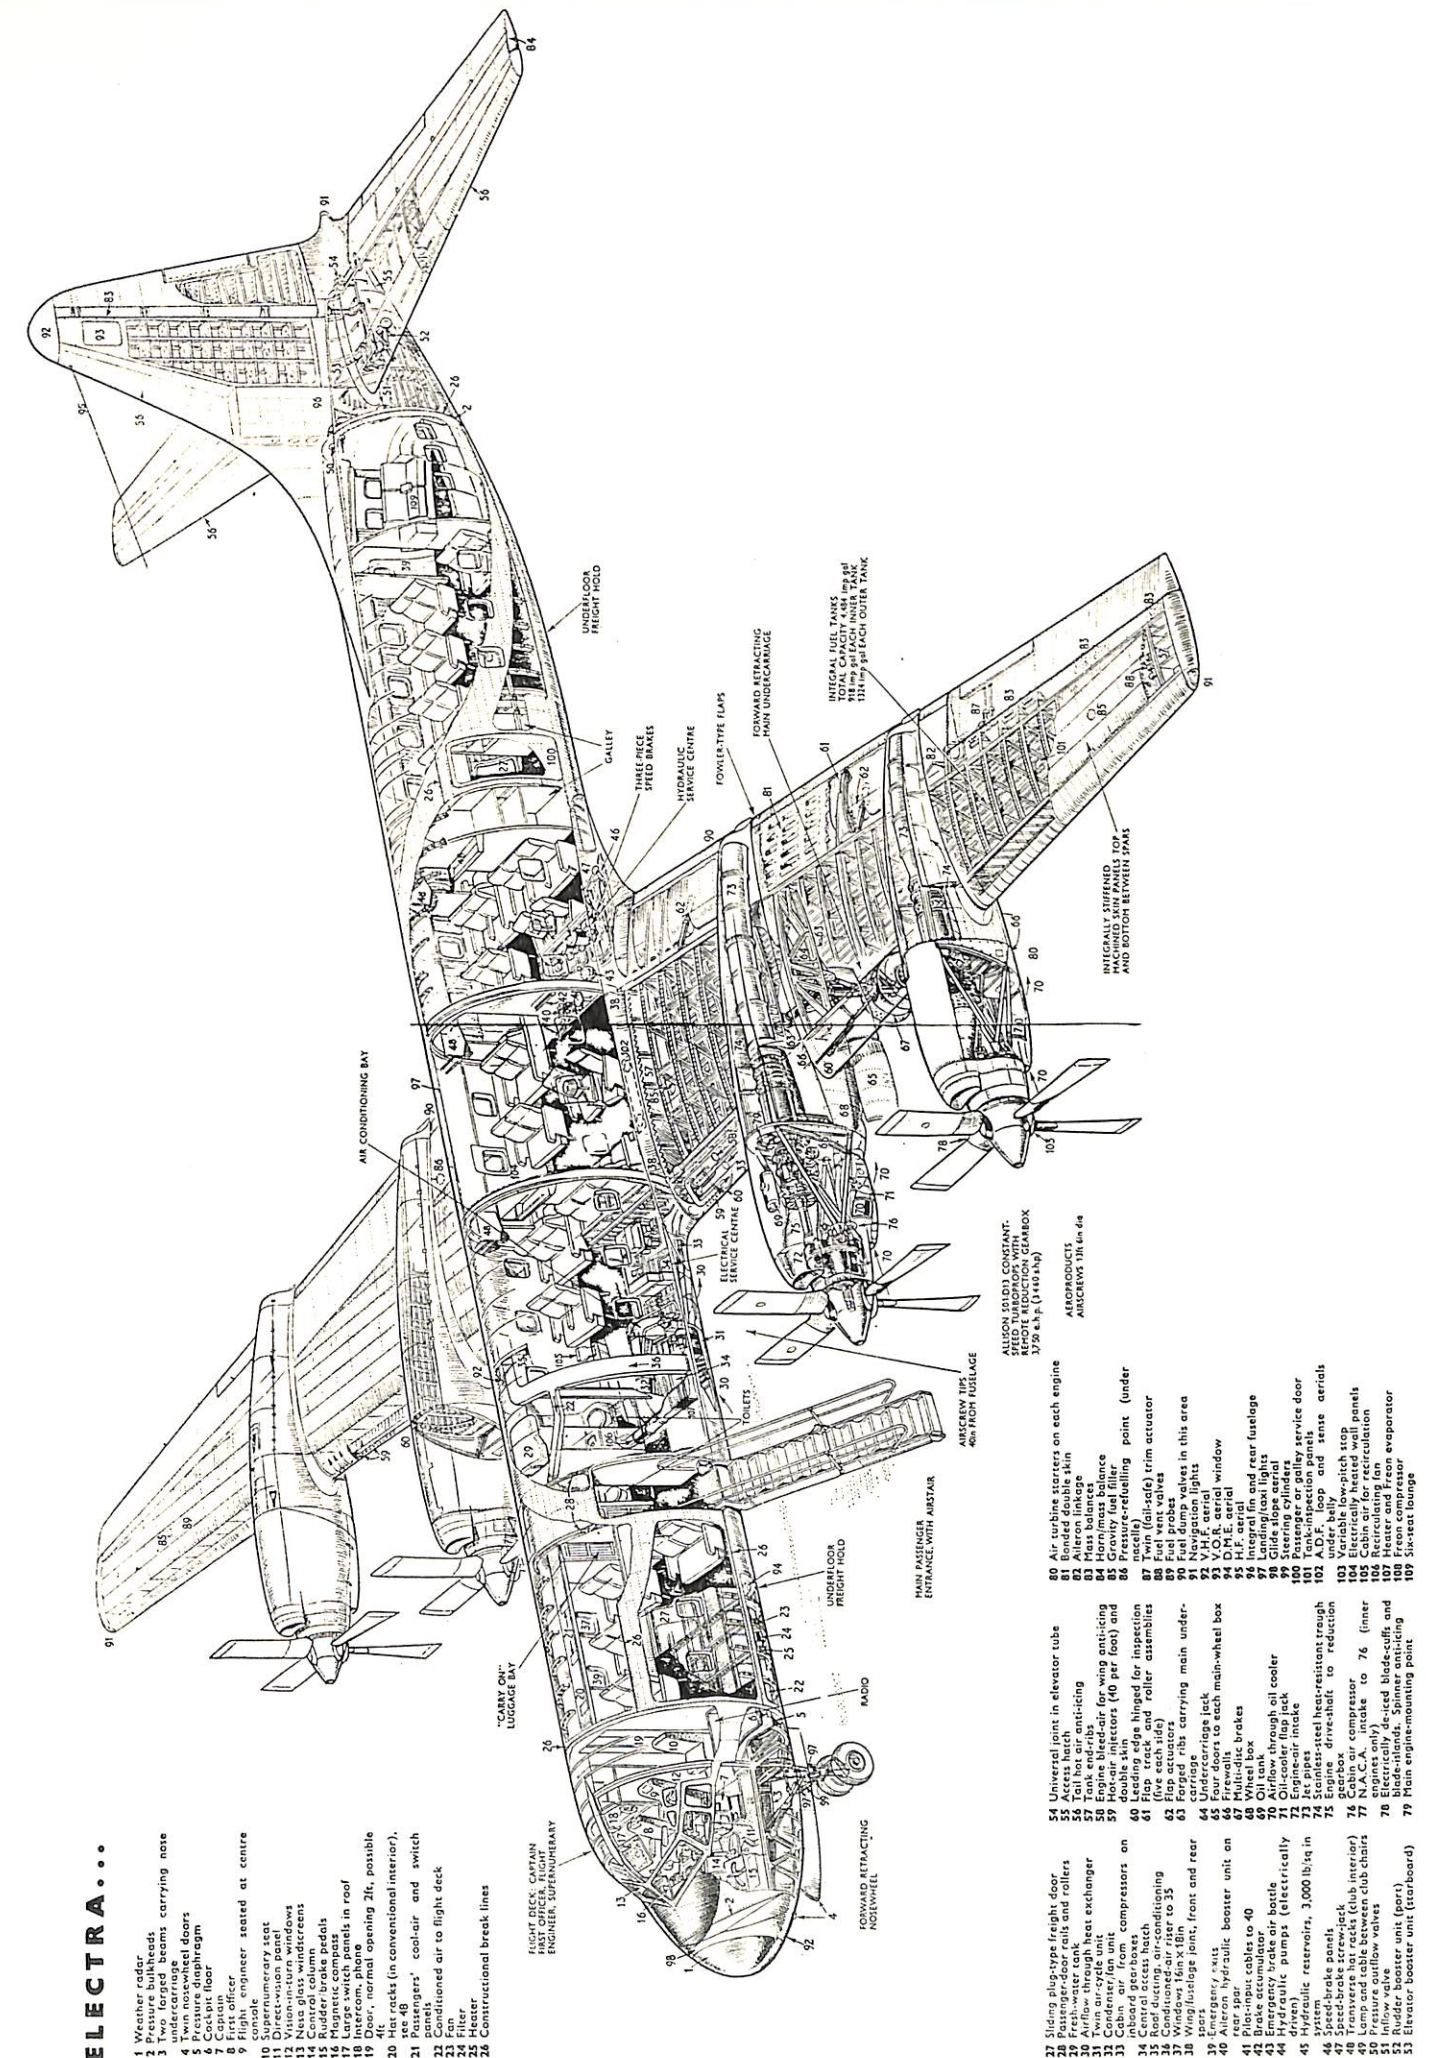 ELECTRA...
1 Weather radar
2 Pressure bulkheads
3 Two forged beams carrying nose
undercarriage
4 Twin nosewheel doors
5 Pressure diaphragm
6 Cockpit floor
7 Captain
8 First officer
9 Flight engineer seated at centre
console
10 Supernumerary seat
11 Direct-vision panel
12 Vision-in-turn windows
13 Nesa glass windscreens
14 Control column
15 Rudder/brake pedals
16 Magnetic compass
17 Large switch panels in roof
18 Intercom, phone
19 Door, normal opening 2ft, possible
4ft
20 Hat racks (in conventional interior),
see 48
21 Passengers' cool-air and switch
panels
22 Conditioned air to flight deck
23 Fan
24 Filter
25 Heater
26 Constructional break lines
27 Sliding plug-type freight door
28 Passenger-door rails and rollers
29 Fresh-water tank
30 Airflow through heat exchanger
31 Twin air-cycle unit
32 Condenser/fan unit
33 Cabin air from compressors on
inboard gearboxes
34 Central access hatch
35 Roof ducting, air-conditioning
36 Conditioned-air riser to 35
37 Windows 16in x 18in
38 Wing/fuselage joint, front and rear
spars
39 Emergency exits
40 Aileron hydraulic booster unit on
rear spar
41 Pilot-input cables to 40
42 Brake accumulator
43 Emergency brake air bottle
44 Hydraulic pumps (electrically
driven)
45 Hydraulic reservoirs, 3,000 lb/sq in
system
46 Speed-brake panels
47 Speed-brake screw-jack
48 Transverse hat racks (club interior)
49 Lamp and table between club chairs
50 Pressure outflow valves
51 Inflow valve
52 Rudder booster unit (port)
53 Elevator booster unit (starboard)
54 Universal joint in elevator tube
55 Access hatch
56 Tail hot air anti-icing
57 Tank end-ribs
58 Engine bleed-air for wing anti-icing
59 Hot-air injectors (40 per foot) and
double skin
60 Leading edge hinged for inspection
61 Flap track and roller assemblies
(five each side)
62 Flap actuators
63 Forged ribs carrying main under-
carriage
64 Undercarriage jack
65 Four doors to each main-wheel box
66 Firewalls
67 Multi-disc brakes
68 Wheel box
69 Oil tank
70 Airflow through oil cooler
71 Oil-cooler flap jack
72 Engine-air intake
73 Jet pipes
74 Stainless-steel heat-resistant trough
75 Engine drive-shaft to reduction
gearbox
76 Cabin air compressor
77 N.A.C.A. intake to 76 (inner
engines only)
78 Electrically de-iced blade-cuffs and
blade-islands. Spinner anti-icing
79 Main engine-mounting point
80 Air turbine starters on each engine
81 Bonded double skin
82 Aileron linkage
83 Mass balances
84 Horn/mass balance
85 Gravity fuel filler
86 Pressure-refuelling point (under
nacelle)
87 Twin (fail-safe) trim actuator
88 Fuel vent valves
89 Fuel probes
90 Fuel dump valves in this area
91 Navigation lights
92 V.H.F. aerial
93 V.O.R. aerial window
94 D.M.E. aerial
95 H.F. aerial
96 Integral fin and rear fuselage
97 Landing/taxi lights
98 Glide slope aerial
99 Steering cylinders
100 Passenger or galley service door
101 Tank-inspection panels
102 A.D.F. loop and sense aerials
under belly
103 Variable low-pitch stop
104 Electrically heated wall panels
105 Cabin air for recirculation
106 Recirculating fan
107 Heater and Freon evaporator
108 Freon compressor
109 Six-seat lounge
FLIGHT DECK: CAPTAIN
FIRST OFFICER, FLIGHT
ENGINEER, SUPERNUMERARY
FORWARD RETRACTING
NOSEWHEEL
RADIO
"CARRY ON"
LUGGAGE BAY
UNDERFLOOR
FREIGHT HOLD
MAIN PASSENGER
ENTRANCE, WITH AIRSTAIR
TOILETS
AIRSCREW TIPS
40in FROM FUSELAGE
ELECTRICAL
SERVICE CENTRE
AIR CONDITIONING BAY
ALLISON 501.D13 CONSTANT-
SPEED TURBOPROPS WITH
REMOTE REDUCTION GEARBOX
3,750 e.h.p. (3,460 s.h.p.)
AEROPRODUCTS
AIRSCREWS 13ft 6in dia
INTEGRALLY STIFFENED
MACHINED SKIN PANELS TOP
AND BOTTOM BETWEEN SPARS
INTEGRAL FUEL TANKS
TOTAL CAPACITY 4,484 imp gal
918 imp gal EACH INNER TANK
1324 imp gal EACH OUTER TANK
FORWARD RETRACTING
MAIN UNDERCARRIAGE
FOWLER-TYPE FLAPS
HYDRAULIC
SERVICE CENTRE
THREE-PIECE
SPEED BRAKES
GALLEY
UNDERFLOOR
FREIGHT HOLD